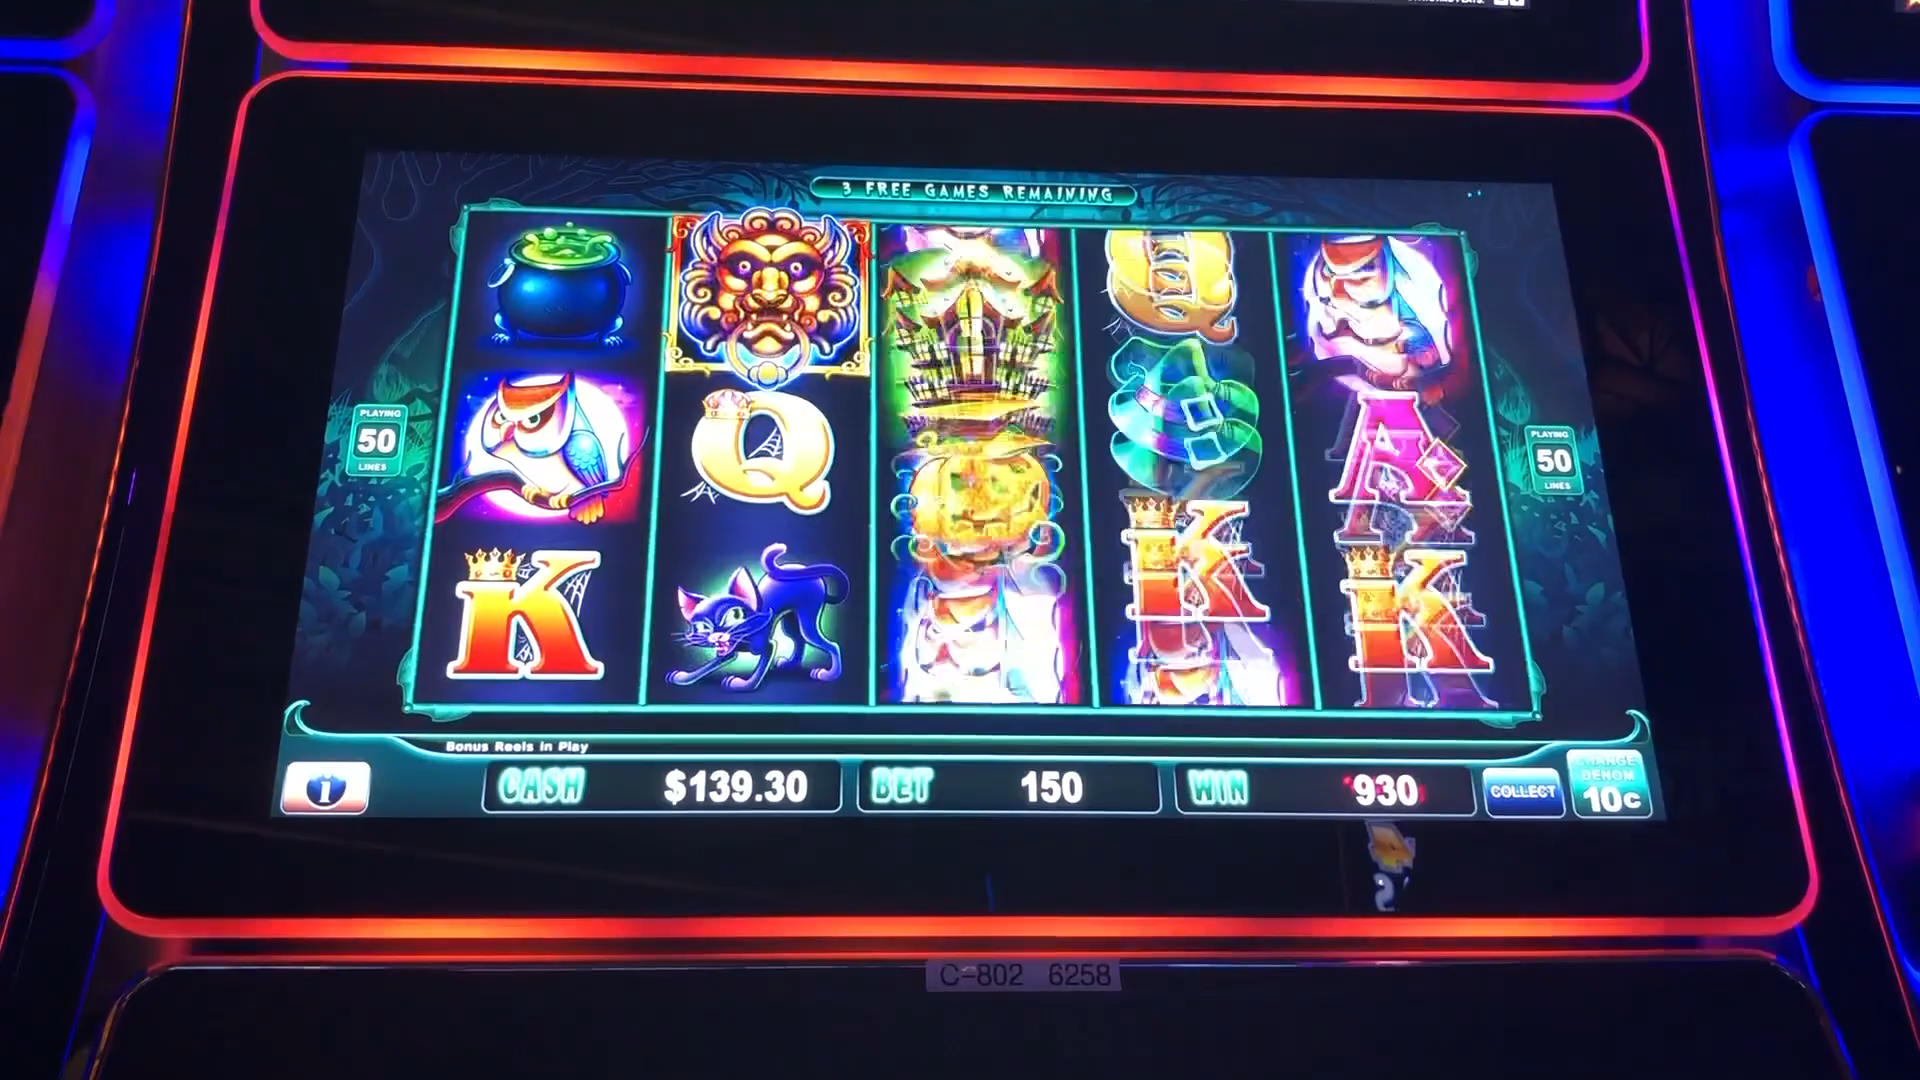 3 FREE GAMES REMAINING
Q
Q
PLAYING
50
LINES
A
PLAYING
50
LINES
K
K
K
Bonus Reels in Play
i
CASH $139.30
BET 150
WIN 930
COLLECT
CHANGE
DENOM
10¢
C-802 6258